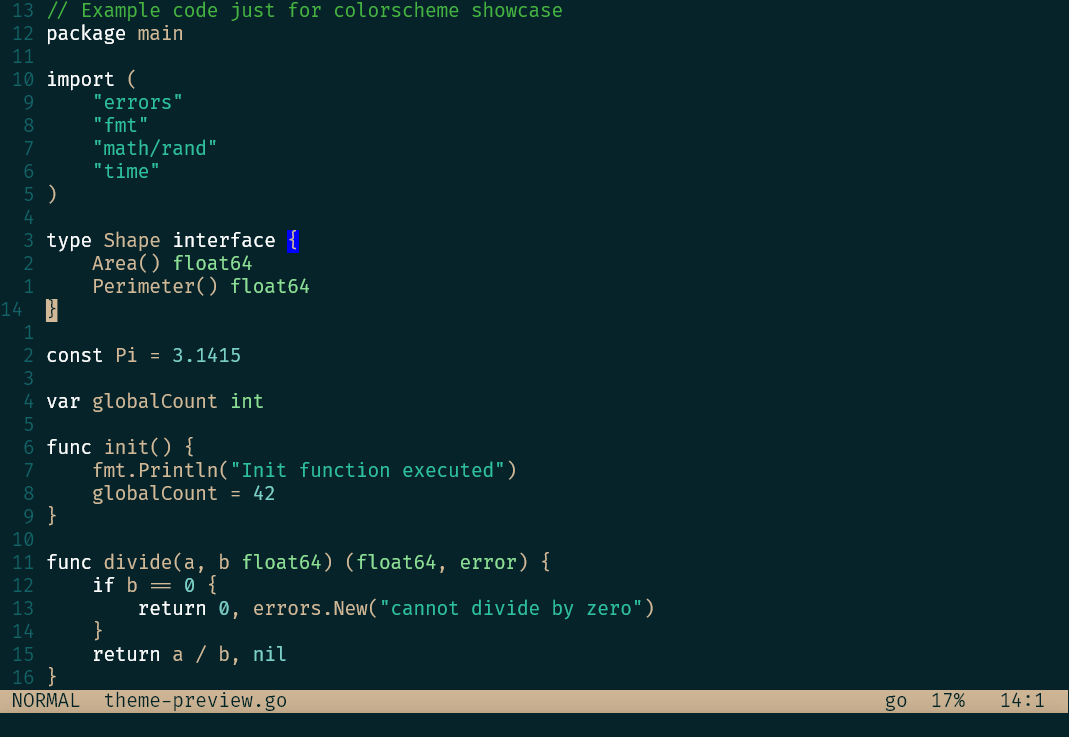 13 // Example code just for colorscheme showcase
12 package main
11
10 import (
9     "errors"
8     "fmt"
7     "math/rand"
6     "time"
5 )
4
3 type Shape interface {
2     Area() float64
1     Perimeter() float64
14 }
1
2 const Pi = 3.1415
3
4 var globalCount int
5
6 func init() {
7     fmt.Println("Init function executed")
8     globalCount = 42
9 }
10
11 func divide(a, b float64) (float64, error) {
12     if b == 0 {
13         return 0, errors.New("cannot divide by zero")
14     }
15     return a / b, nil
16 }
NORMAL theme-preview.go go 17% 14:1